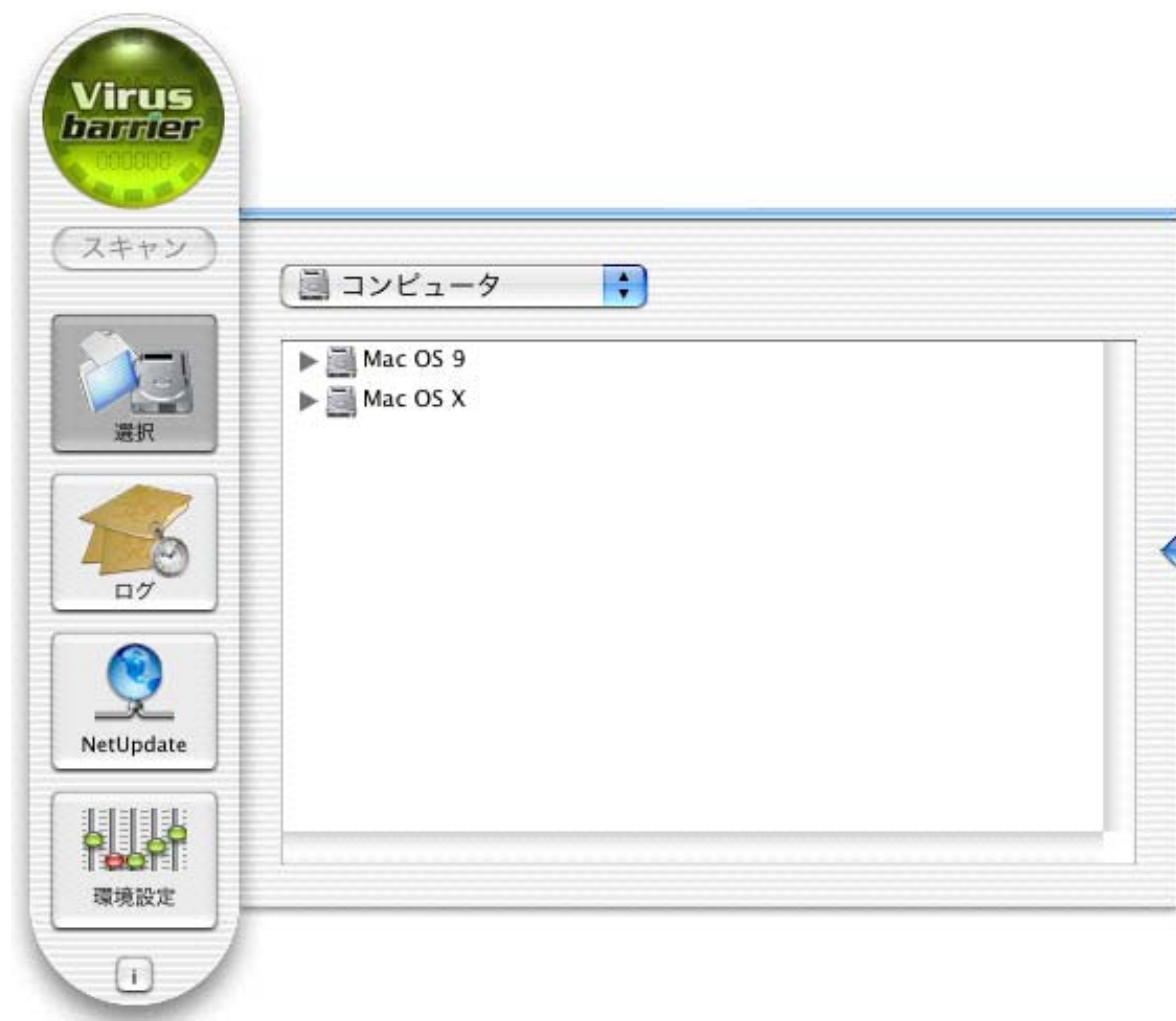 Virus
barrier
000000
スキャン
コンピュータ
Mac OS 9
Mac OS X
選択
ログ
NetUpdate
環境設定
i